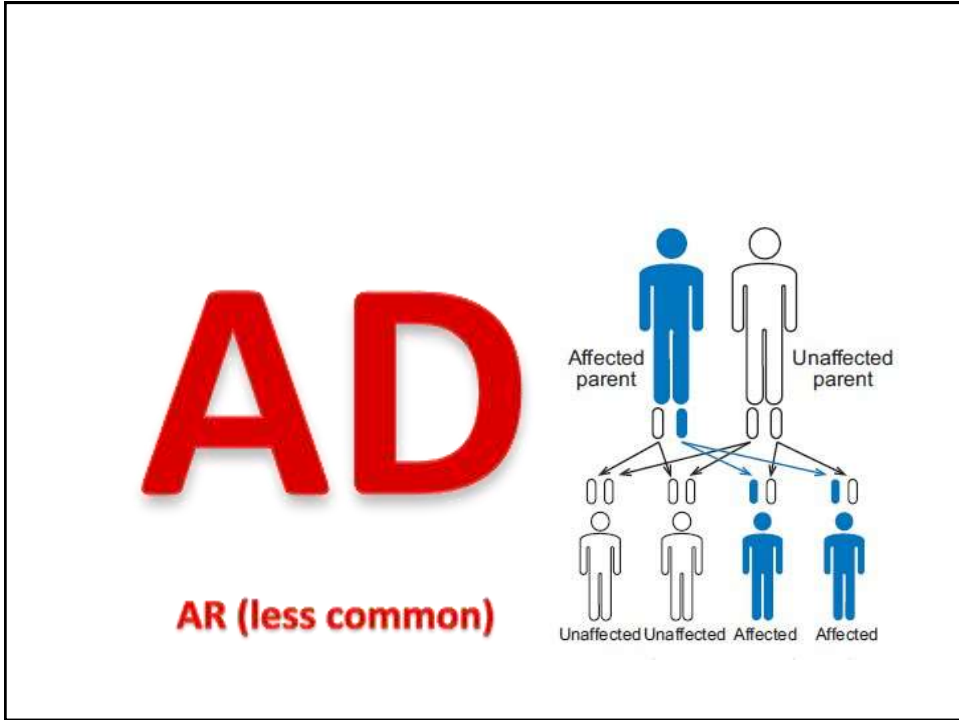 AD
AR (less common)
Affected
parent
Unaffected
parent
Unaffected Unaffected Affected Affected